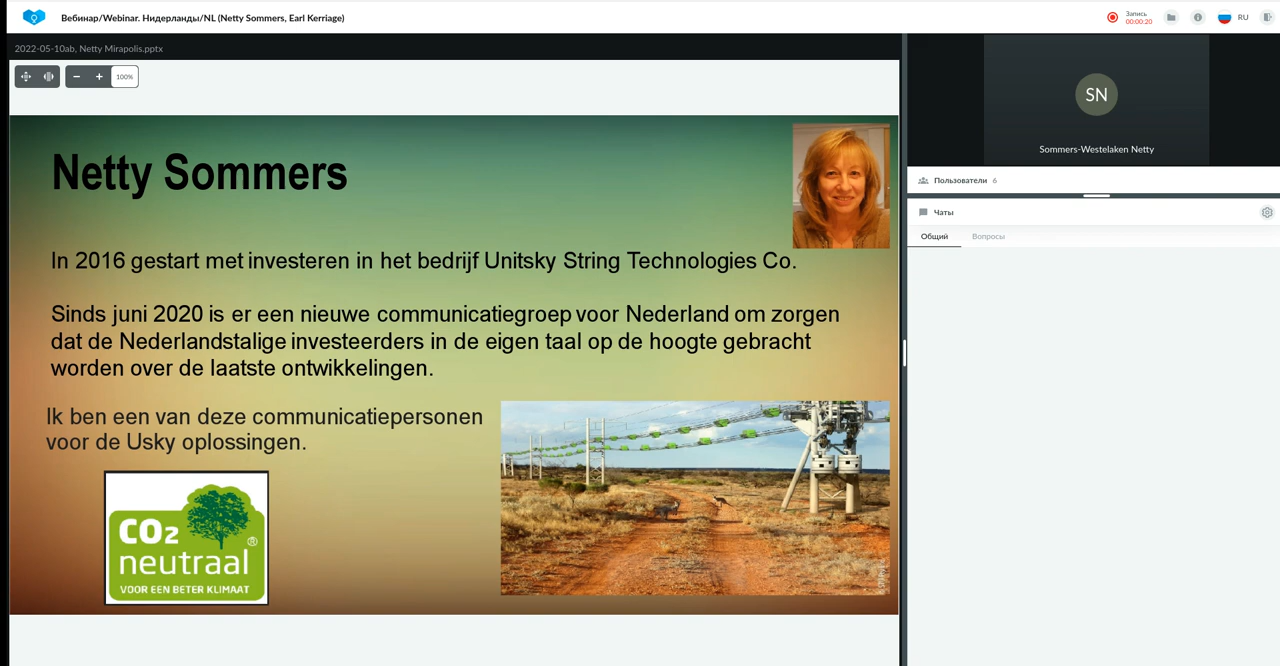 Вебинар/Webinar. Нидерланды/NL (Netty Sommers, Earl Kerriage)
Запись
00:00:20
RU
2022-05-10ab, Netty Mirapolis.pptx
100%
Netty Sommers
In 2016 gestart met investeren in het bedrijf Unitsky String Technologies Co.
Sinds juni 2020 is er een nieuwe communicatiegroep voor Nederland om zorgen
dat de Nederlandstalige investeerders in de eigen taal op de hoogte gebracht
worden over de laatste ontwikkelingen.
Ik ben een van deze communicatiepersonen
voor de Usky oplossingen.
CO2
neutraal®
VOOR EEN BETER KLIMAAT
SN
Sommers-Westelaken Netty
Пользователи 6
Чаты
Общий Вопросы